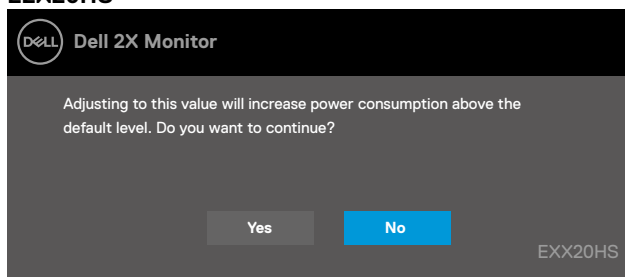 EXX20HS
DELL Dell 2X Monitor
Adjusting to this value will increase power consumption above the
default level. Do you want to continue?
Yes No
EXX20HS